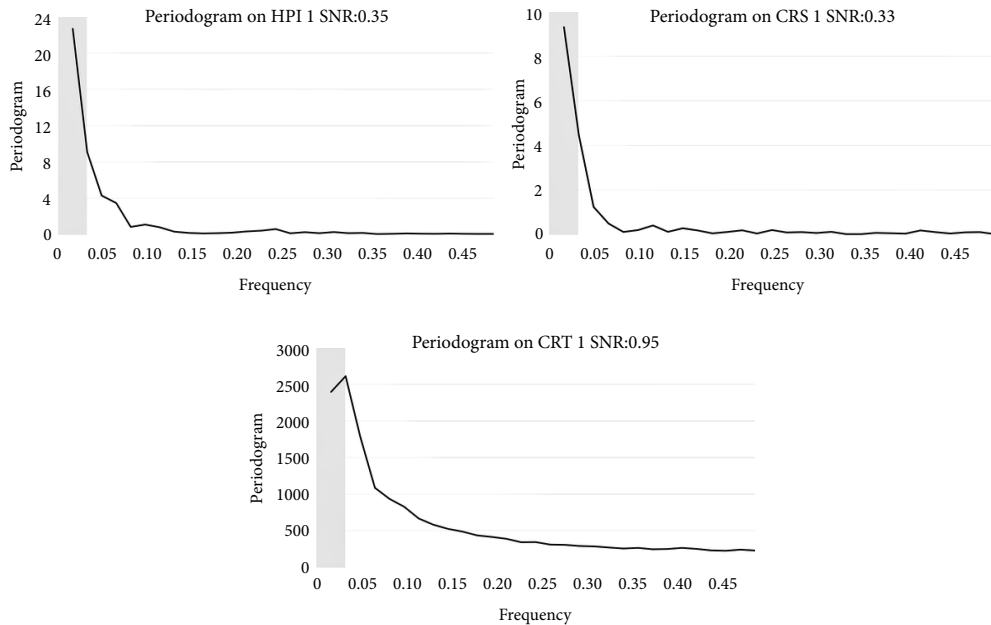 Periodogram on HPI 1 SNR:0.35
Periodogram
24
20
16
12
8
4
0
0 0.05 0.10 0.15 0.20 0.25 0.30 0.35 0.40 0.45
Frequency
Periodogram on CRS 1 SNR:0.33
Periodogram
10
8
6
4
2
0
0 0.05 0.10 0.15 0.20 0.25 0.30 0.35 0.40 0.45
Frequency
Periodogram on CRT 1 SNR:0.95
Periodogram
3000
2500
2000
1500
1000
500
0
0 0.05 0.10 0.15 0.20 0.25 0.30 0.35 0.40 0.45
Frequency